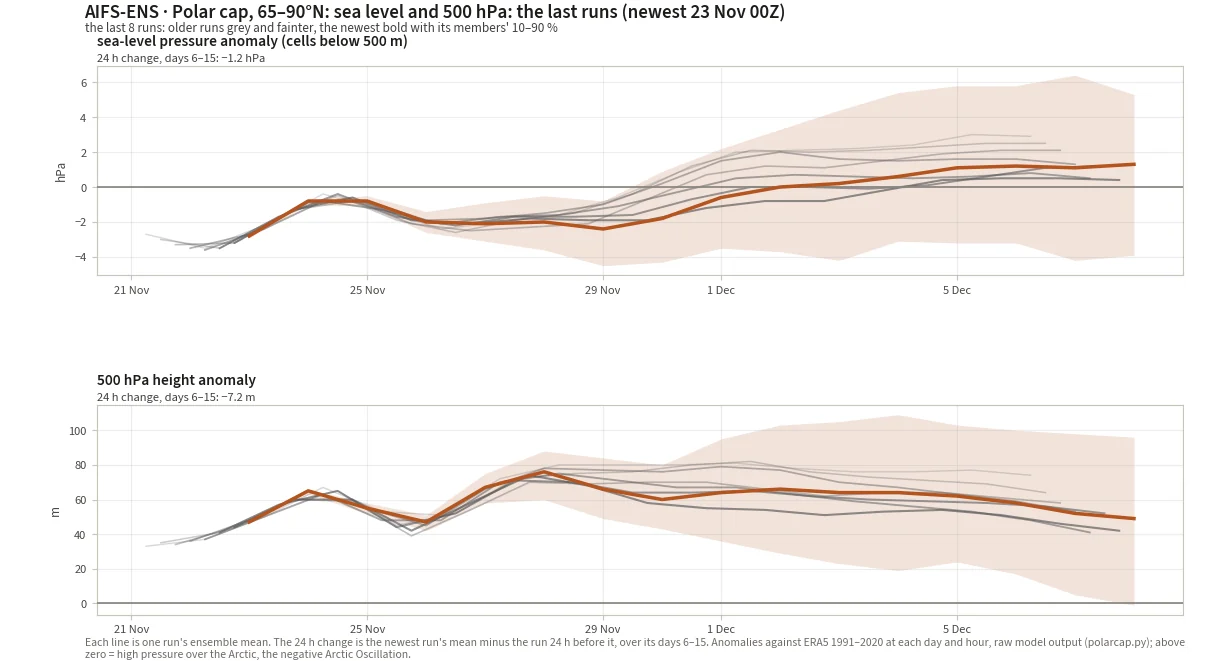 AIFS-ENS · Polar cap, 65–90°N: sea level and 500 hPa: the last runs (newest 23 Nov 00Z)
the last 8 runs: older runs grey and fainter, the newest bold with its members' 10–90 %
sea-level pressure anomaly (cells below 500 m)
24 h change, days 6–15: −1.2 hPa
6
4
2
0
−2
−4
hPa
21 Nov
25 Nov
29 Nov
1 Dec
5 Dec
500 hPa height anomaly
24 h change, days 6–15: −7.2 m
100
80
60
40
20
0
m
21 Nov
25 Nov
29 Nov
1 Dec
5 Dec
Each line is one run's ensemble mean. The 24 h change is the newest run's mean minus the run 24 h before it, over its days 6–15. Anomalies against ERA5 1991–2020 at each day and hour, raw model output (polarcap.py); above
zero = high pressure over the Arctic, the negative Arctic Oscillation.